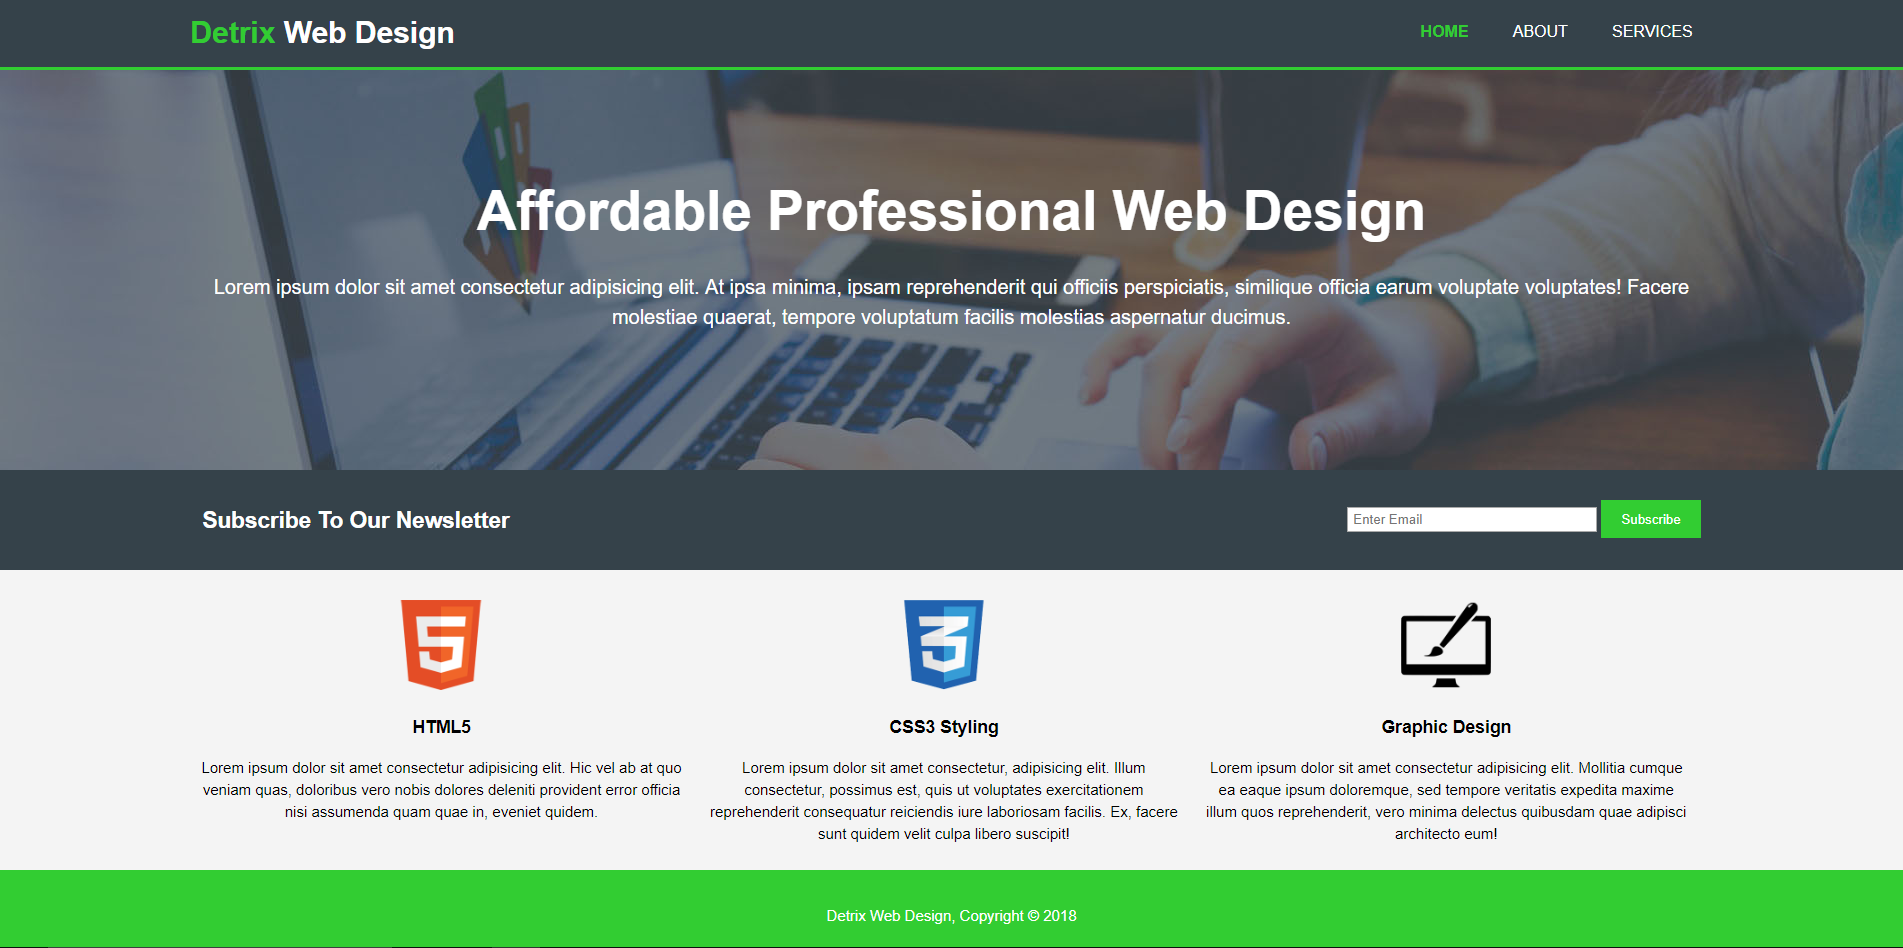 Detrix Web Design
HOME ABOUT SERVICES
Affordable Professional Web Design
Lorem ipsum dolor sit amet consectetur adipisicing elit. At ipsa minima, ipsam reprehenderit qui officiis perspiciatis, similique officia earum voluptate voluptates! Facere
molestiae quaerat, tempore voluptatum facilis molestias aspernatur ducimus.
Subscribe To Our Newsletter
Enter Email
Subscribe
HTML5
Lorem ipsum dolor sit amet consectetur adipisicing elit. Hic vel ab at quo
veniam quas, doloribus vero nobis dolores deleniti provident error officia
nisi assumenda quam quae in, eveniet quidem.
CSS3 Styling
Lorem ipsum dolor sit amet consectetur, adipisicing elit. Illum
consectetur, possimus est, quis ut voluptates exercitationem
reprehenderit consequatur reiciendis iure laboriosam facilis. Ex, facere
sunt quidem velit culpa libero suscipit!
Graphic Design
Lorem ipsum dolor sit amet consectetur adipisicing elit. Mollitia cumque
ea eaque ipsum doloremque, sed tempore veritatis expedita maxime
illum quos reprehenderit, vero minima delectus quibusdam quae adipisci
architecto eum!
Detrix Web Design, Copyright © 2018